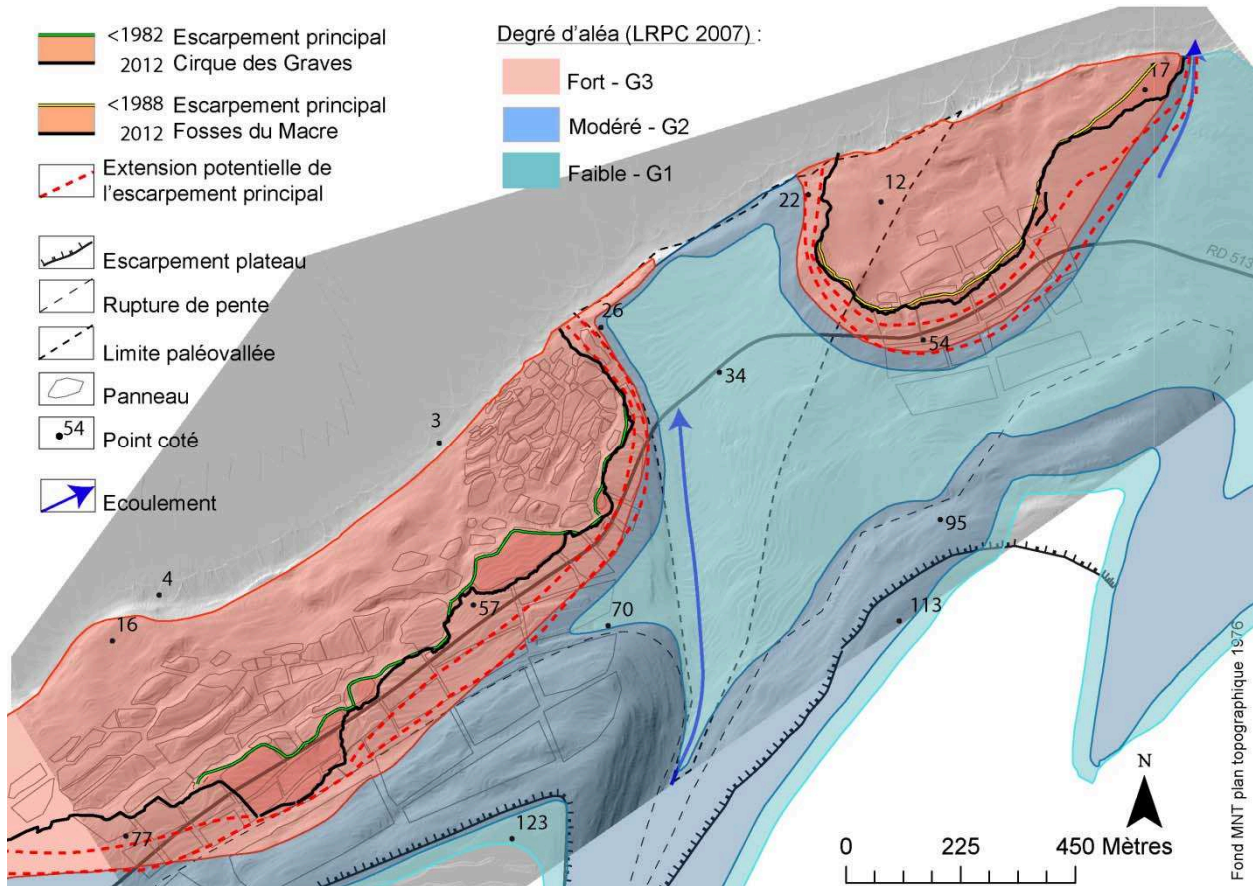 <1982 Escarpement principal
2012 Cirque des Graves
<1988 Escarpement principal
2012 Fosses du Macre
Extension potentielle de
l'escarpement principal
Escarpement plateau
Rupture de pente
Limite paléovallée
Panneau
54 Point coté
Ecoulement
Degré d'aléa (LRPC 2007) :
Fort - G3
Modéré - G2
Faible - G1
17
12
22
RD 513
26
54
34
3
95
4
57
70
113
16
77
123
N
0 225 450 Mètres
Fond MNT plan topographique 1976